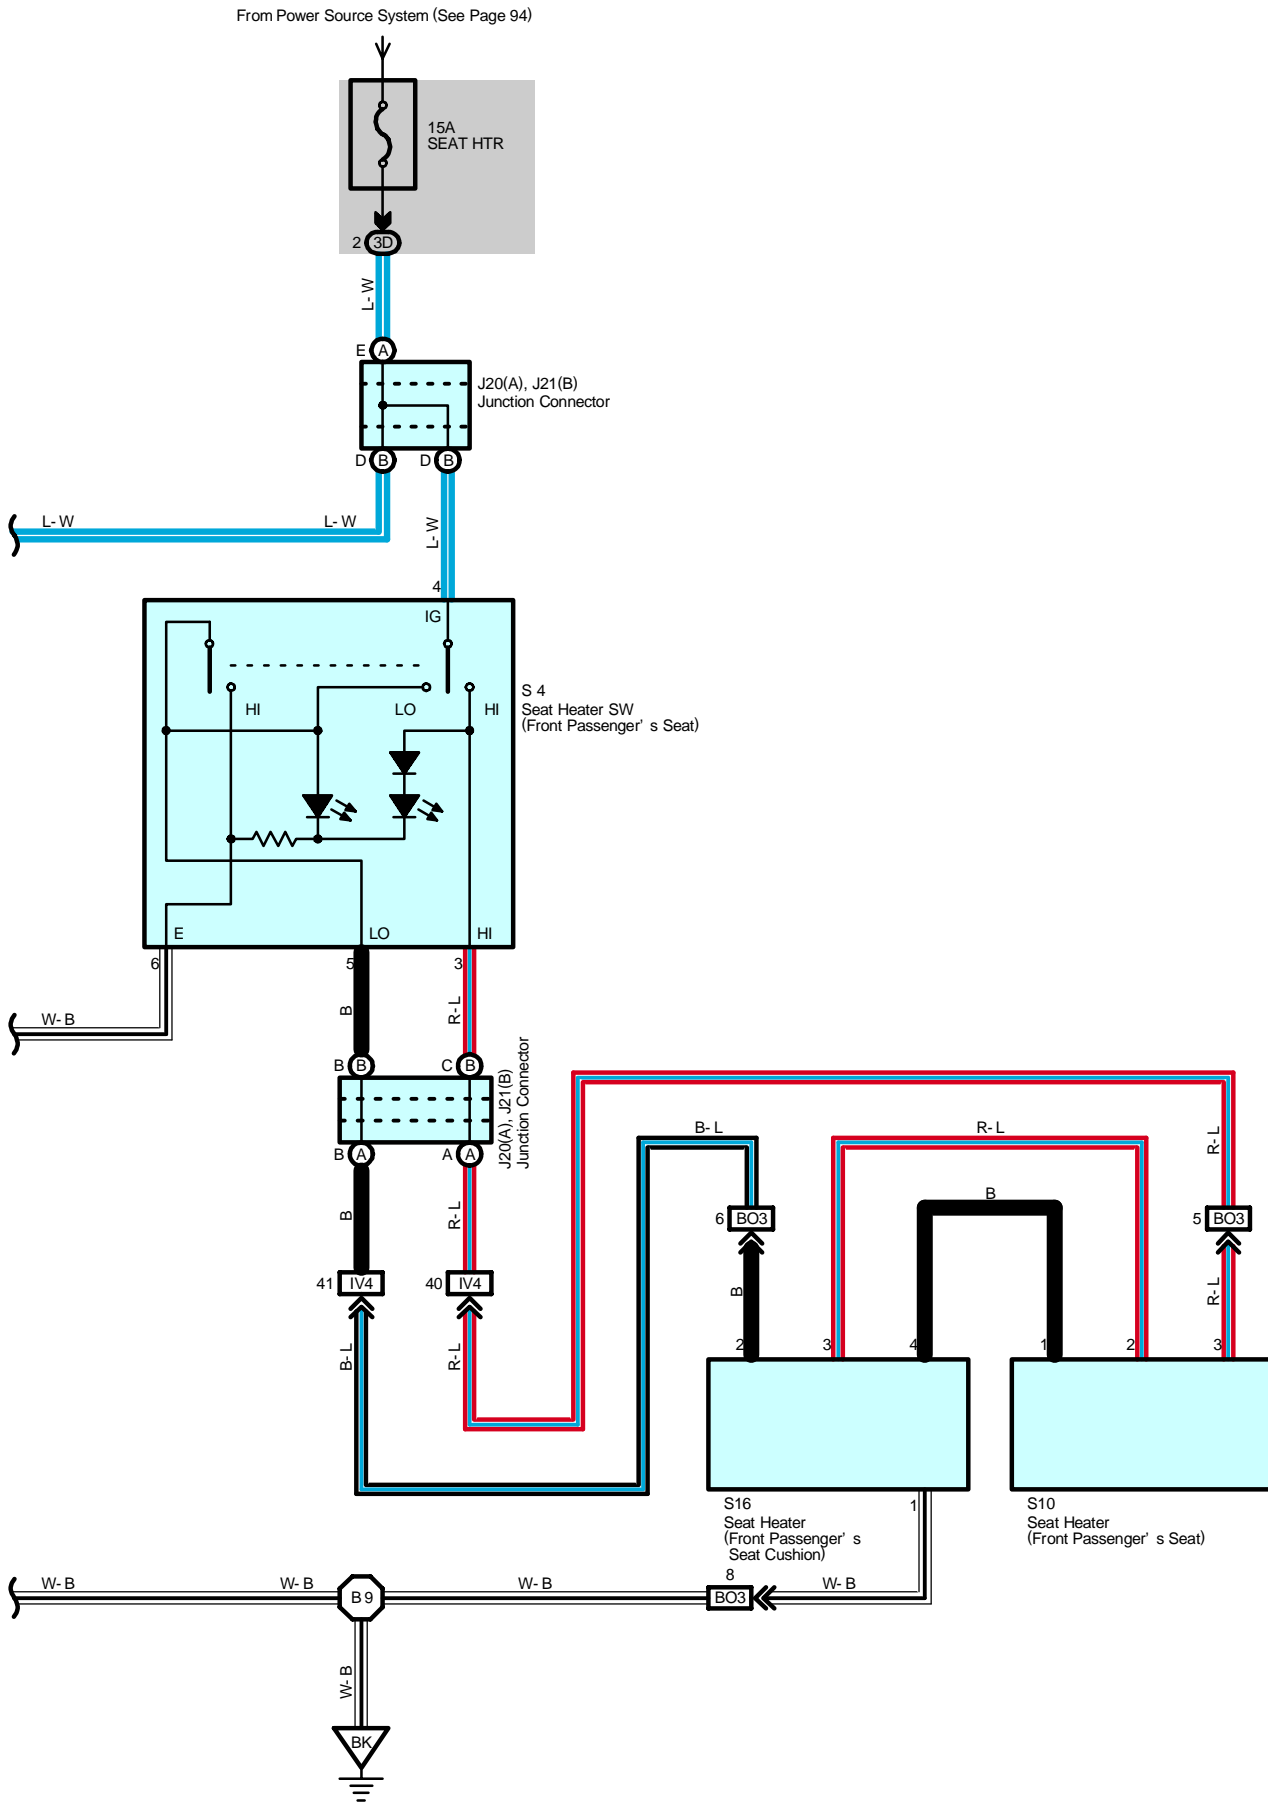 From Power Source System (See Page 94)
15A
SEAT HTR
2 3D
L-W
E A
J20(A), J21(B)
Junction Connector
D B D B
L-W L-W
L-W
4
IG
HI LO HI
S 4
Seat Heater SW
(Front Passenger' s Seat)
E LO HI
6 5 3
W-B
B R-L
B B C B
J20(A), J21(B)
Junction Connector
B A A A
B R-L
41 IV4 40 IV4
B-L R-L
B-L R-L R-L
B
6 BO3 5 BO3
B R-L
2 3 4 1 2 3
1
S16
Seat Heater
(Front Passenger' s
Seat Cushion)
S10
Seat Heater
(Front Passenger' s Seat)
8
W-B W-B B 9 W-B BO3 W-B
W-B
BK